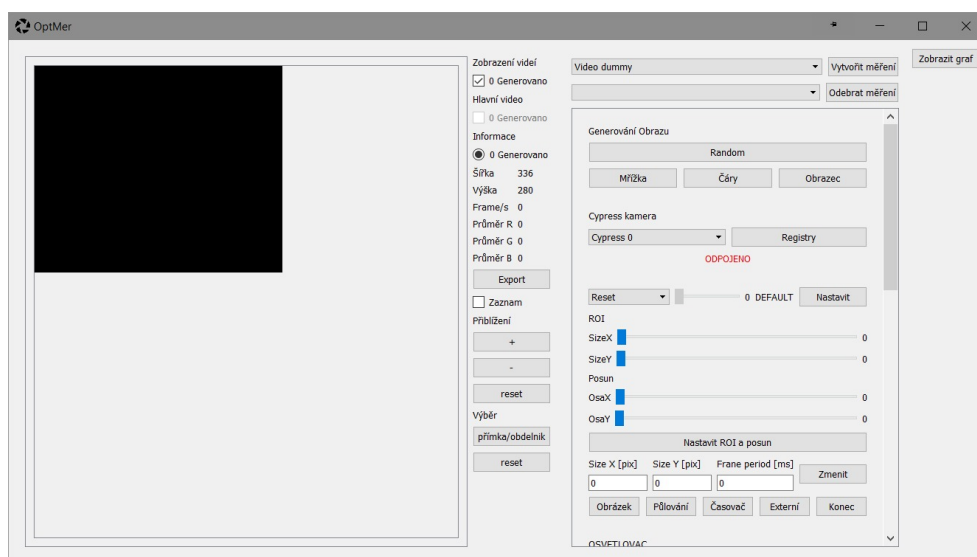 OptMer
Zobrazení videí
0 Generovano
Hlavní video
0 Generovano
Informace
0 Generovano
Šířka 336
Výška 280
Frame/s 0
Průměr R 0
Průměr G 0
Průměr B 0
Export
Zaznam
Přiblížení
+
-
reset
Výběr
přímka/obdelnik
reset
Video dummy
Vytvořit měření
Odebrat měření
Zobrazit graf
Generování Obrazu
Random
Mřížka Čáry Obrazec
Cypress kamera
Cypress 0 Registry
ODPOJENO
Reset 0 DEFAULT Nastavit
ROI
SizeX 0
SizeY 0
Posun
OsaX 0
OsaY 0
Nastavit ROI a posun
Size X [pix] Size Y [pix] Frane period [ms]
0 0 0 Zmenit
Obrázek Půlování Časovač Externí Konec
OSVETLOVAC